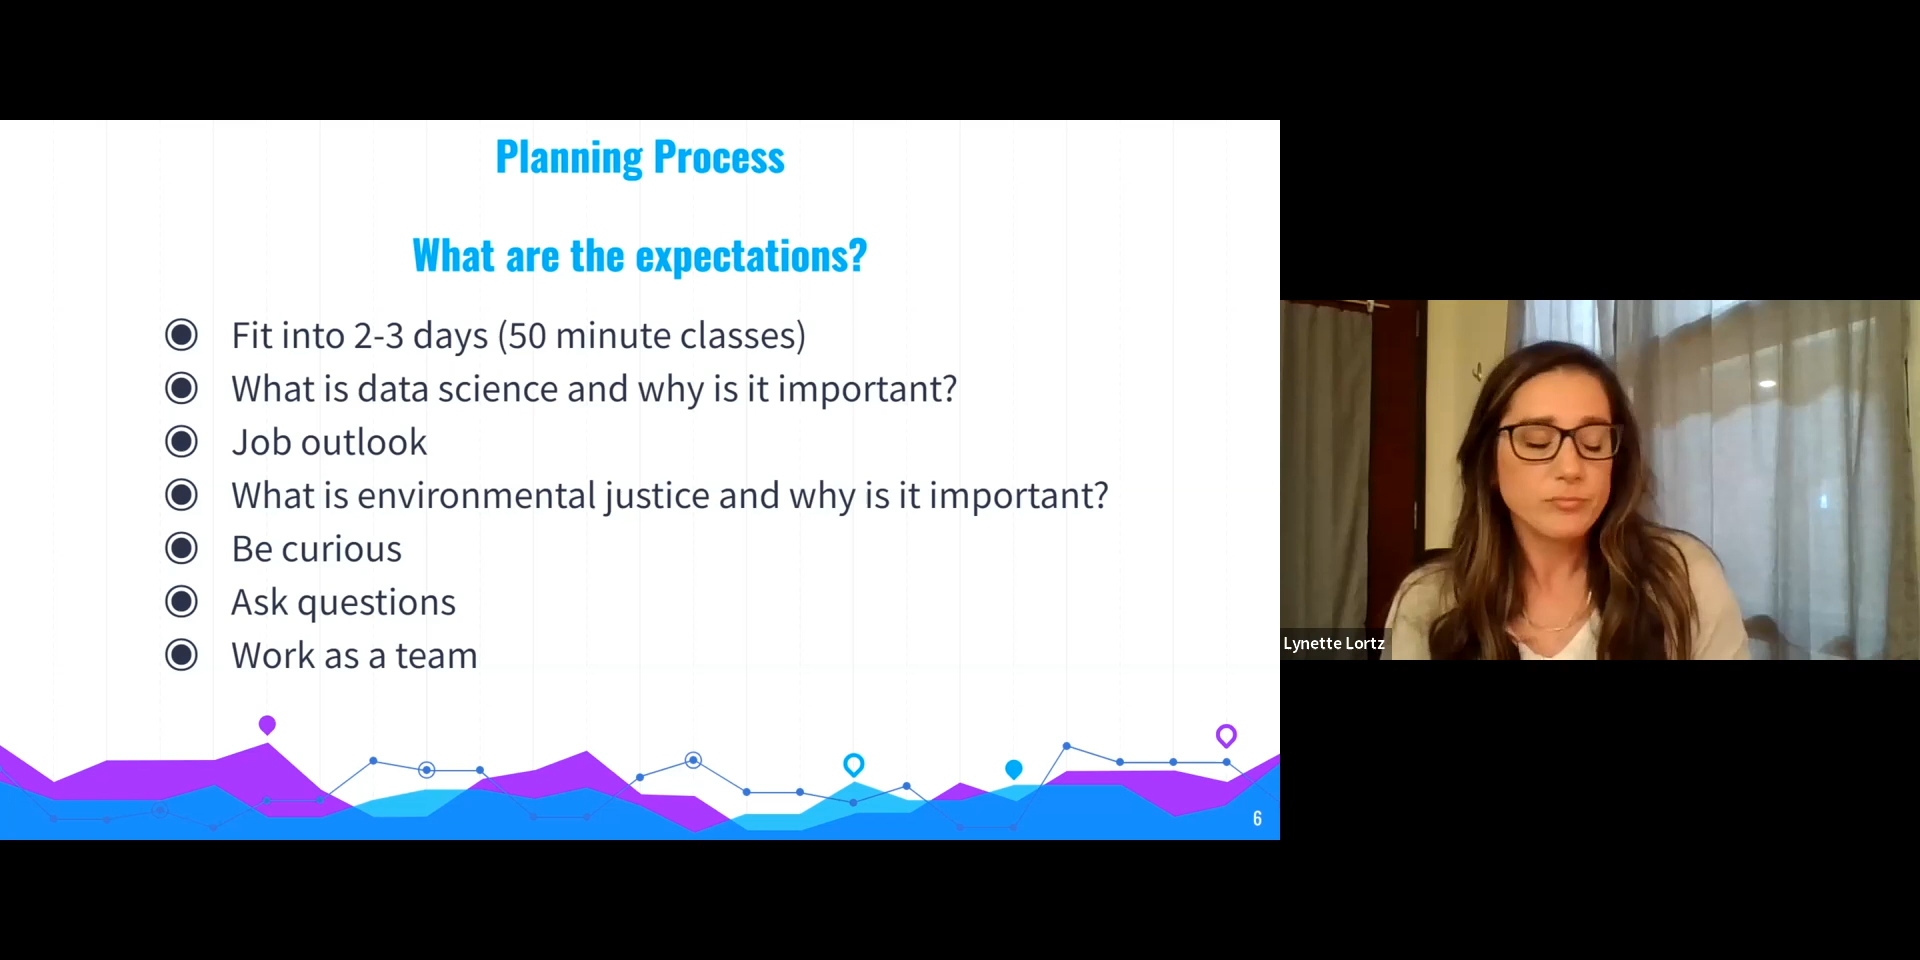 Planning Process
What are the expectations?
Fit into 2-3 days (50 minute classes)
What is data science and why is it important?
Job outlook
What is environmental justice and why is it important?
Be curious
Ask questions
Work as a team
6
Lynette Lortz